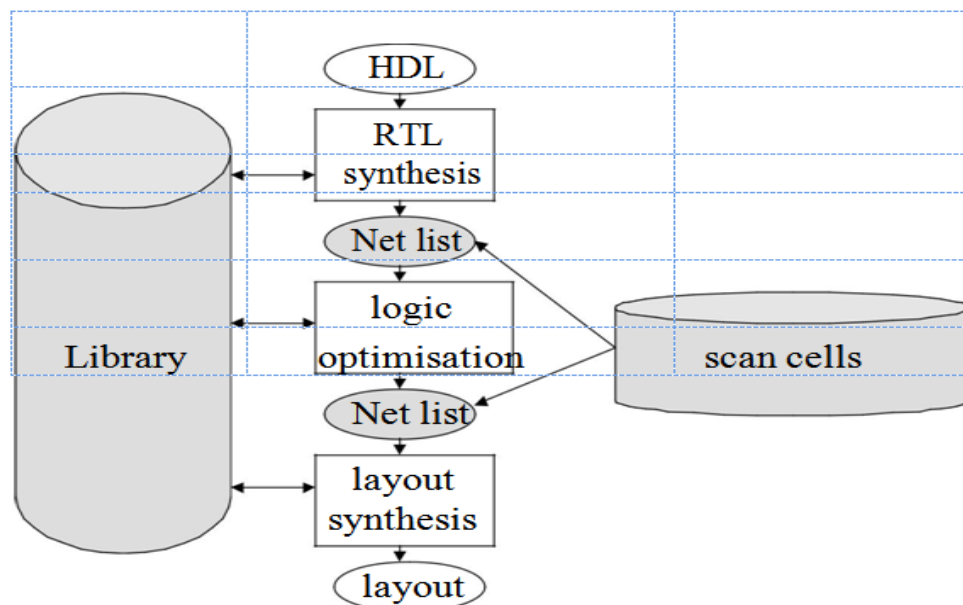 HDL
RTL
synthesis
Net list
logic
optimisation
Library
scan cells
Net list
layout
synthesis
layout